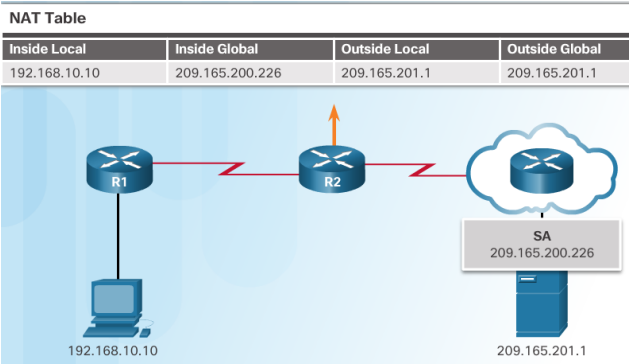 NAT Table
Inside Local Inside Global Outside Local Outside Global
192.168.10.10 209.165.200.226 209.165.201.1 209.165.201.1
R1 R2
SA
209.165.200.226
192.168.10.10 209.165.201.1